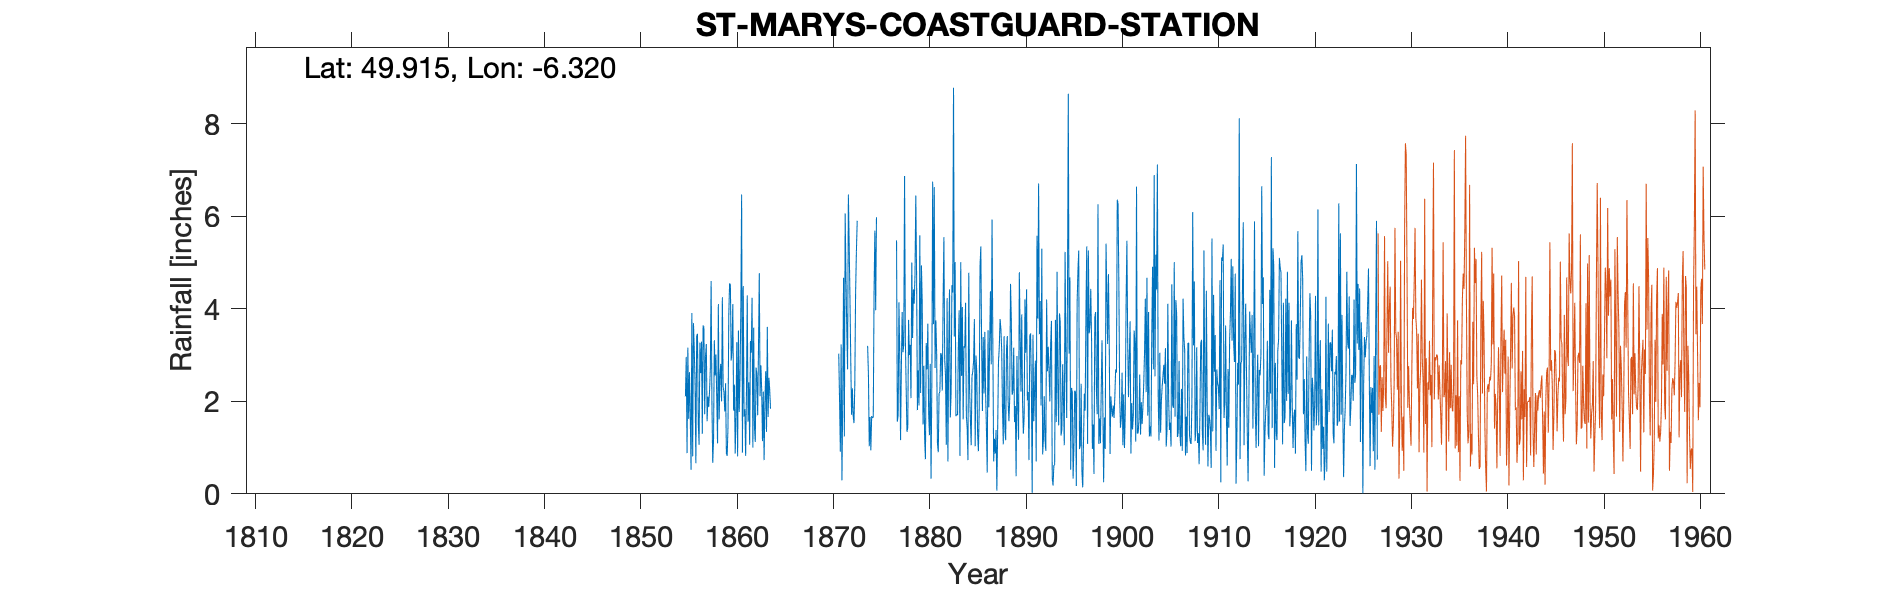 ST-MARYS-COASTGUARD-STATION
Lat: 49.915, Lon: -6.320
Rainfall [inches]
8
6
4
2
0
1810 1820 1830 1840 1850 1860 1870 1880 1890 1900 1910 1920 1930 1940 1950 1960
Year